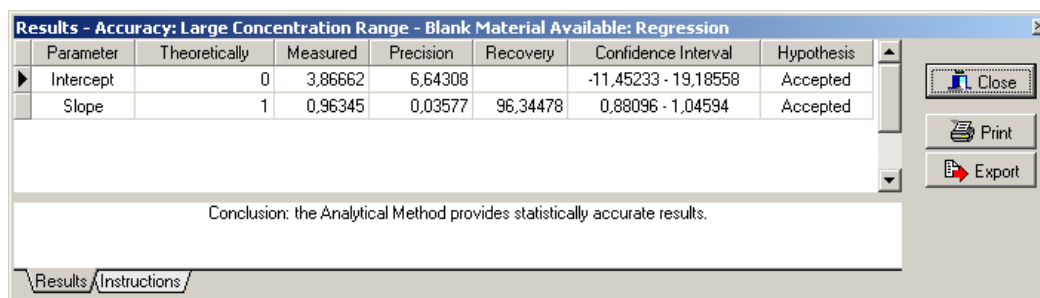 Results - Accuracy: Large Concentration Range - Blank Material Available: Regression
Parameter Theoretically Measured Precision Recovery Confidence Interval Hypothesis
Intercept 0 3,86662 6,64308 -11,45233 - 19,18558 Accepted
Slope 1 0,96345 0,03577 96,34478 0,88096 - 1,04594 Accepted
Close
Print
Export
Conclusion: the Analytical Method provides statistically accurate results.
Results Instructions